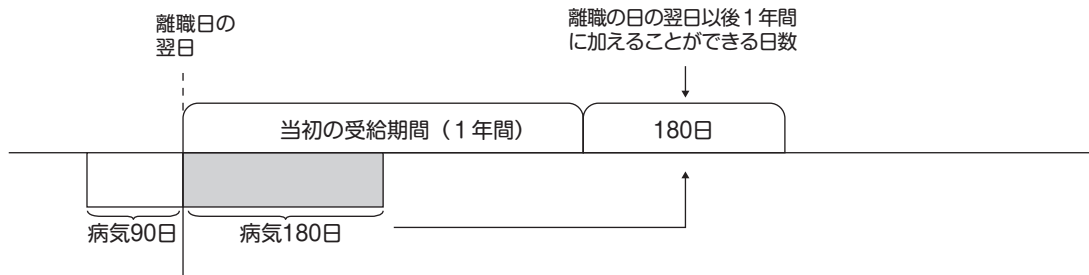 離職日の
翌日
離職の日の翌日以後1年間
に加えることができる日数
当初の受給期間（1年間）
180日
病気90日
病気180日